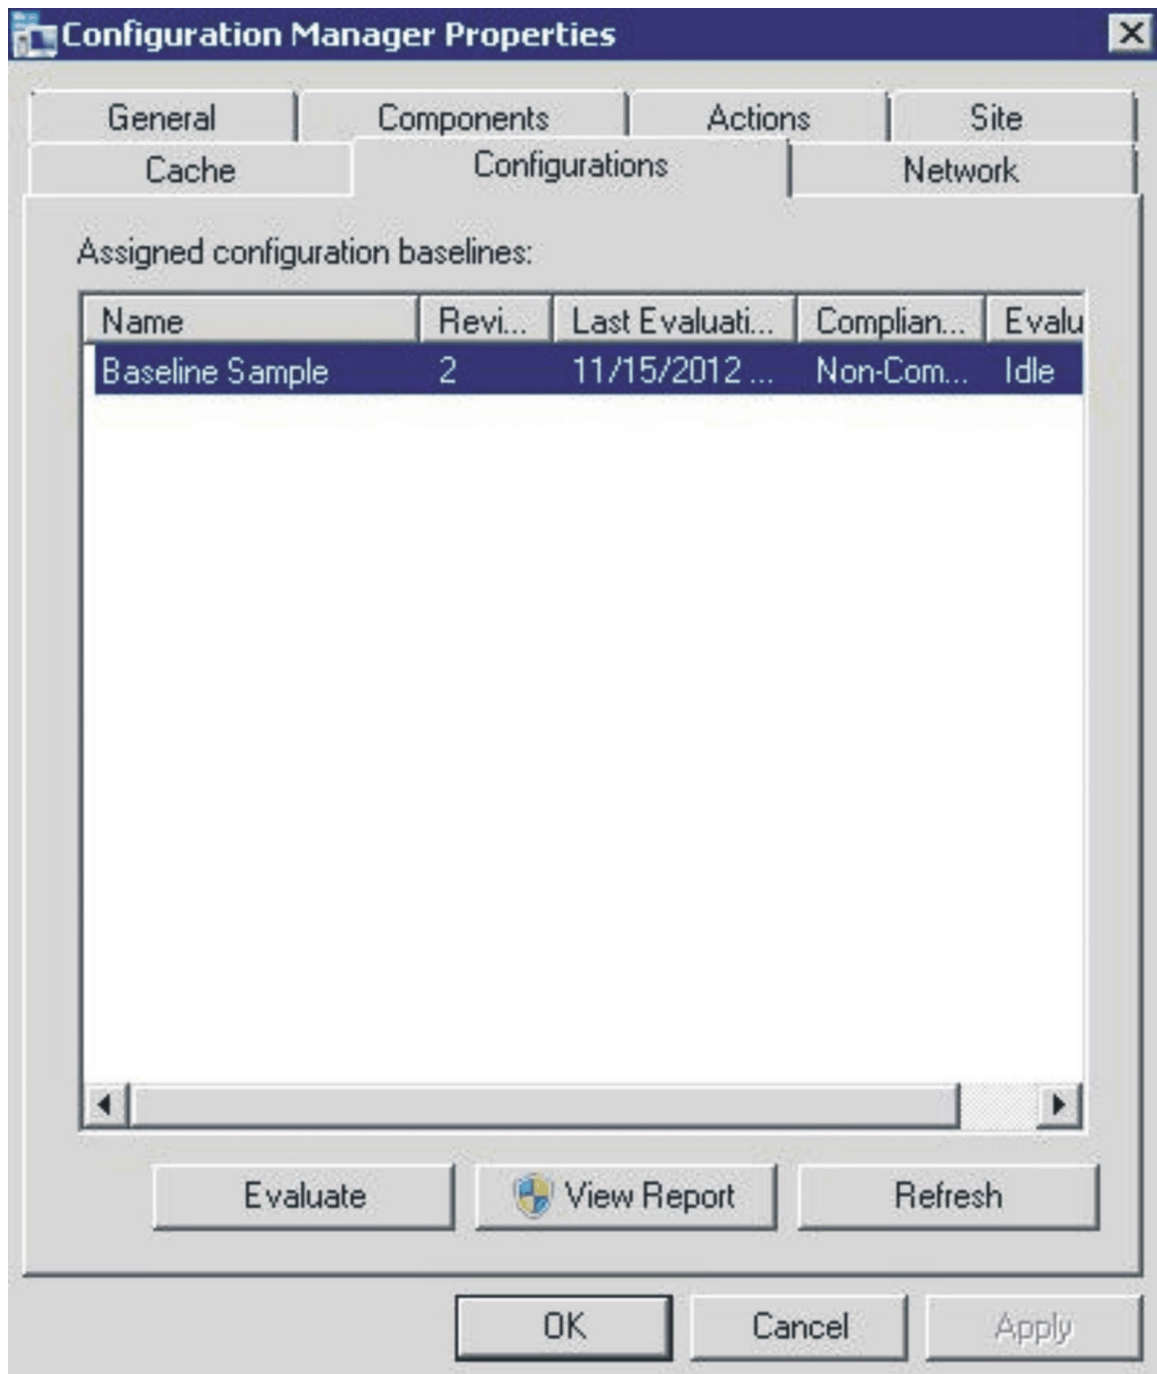 Configuration Manager Properties
General Components Actions Site
Cache Configurations Network
Assigned configuration baselines:
Name Revi... Last Evaluati... Complian... Evalu
Baseline Sample 2 11/15/2012 ... Non-Com... Idle
Evaluate View Report Refresh
OK Cancel Apply